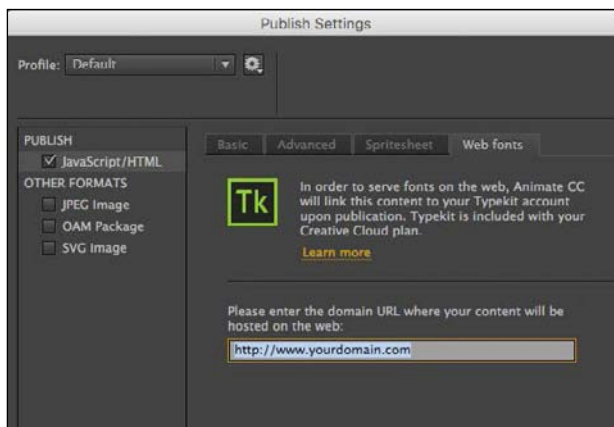 Publish Settings
Profile: Default
PUBLISH
JavaScript/HTML
OTHER FORMATS
JPEG Image
OAM Package
SVG Image
Basic Advanced Spritesheet Web fonts
Tk
In order to serve fonts on the web, Animate CC
will link this content to your Typekit account
upon publication. Typekit is included with your
Creative Cloud plan.
Learn more
Please enter the domain URL where your content will be
hosted on the web:
http://www.yourdomain.com